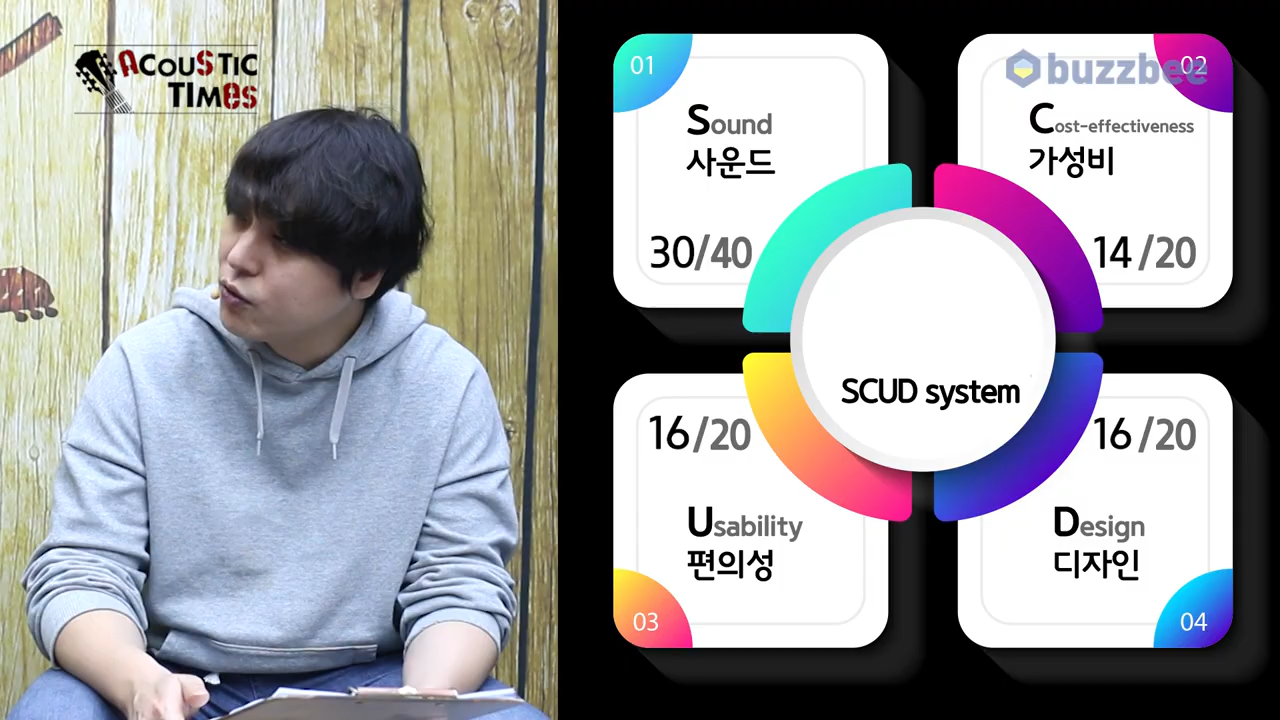 ACOUSTIC
TIMES
01
Sound
사운드
30/40
buzzbee
02
Cost-effectiveness
가성비
14/20
SCUD system
16/20
Usability
편의성
03
16/20
Design
디자인
04